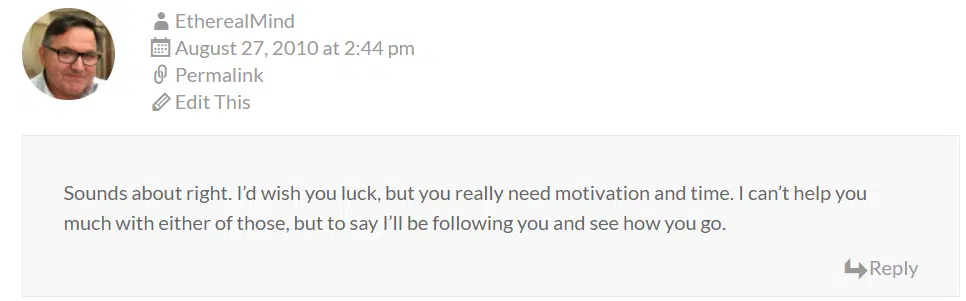 EtherealMind
August 27, 2010 at 2:44 pm
Permalink
Edit This
Sounds about right. I’d wish you luck, but you really need motivation and time. I can’t help you
much with either of those, but to say I’ll be following you and see how you go.
Reply